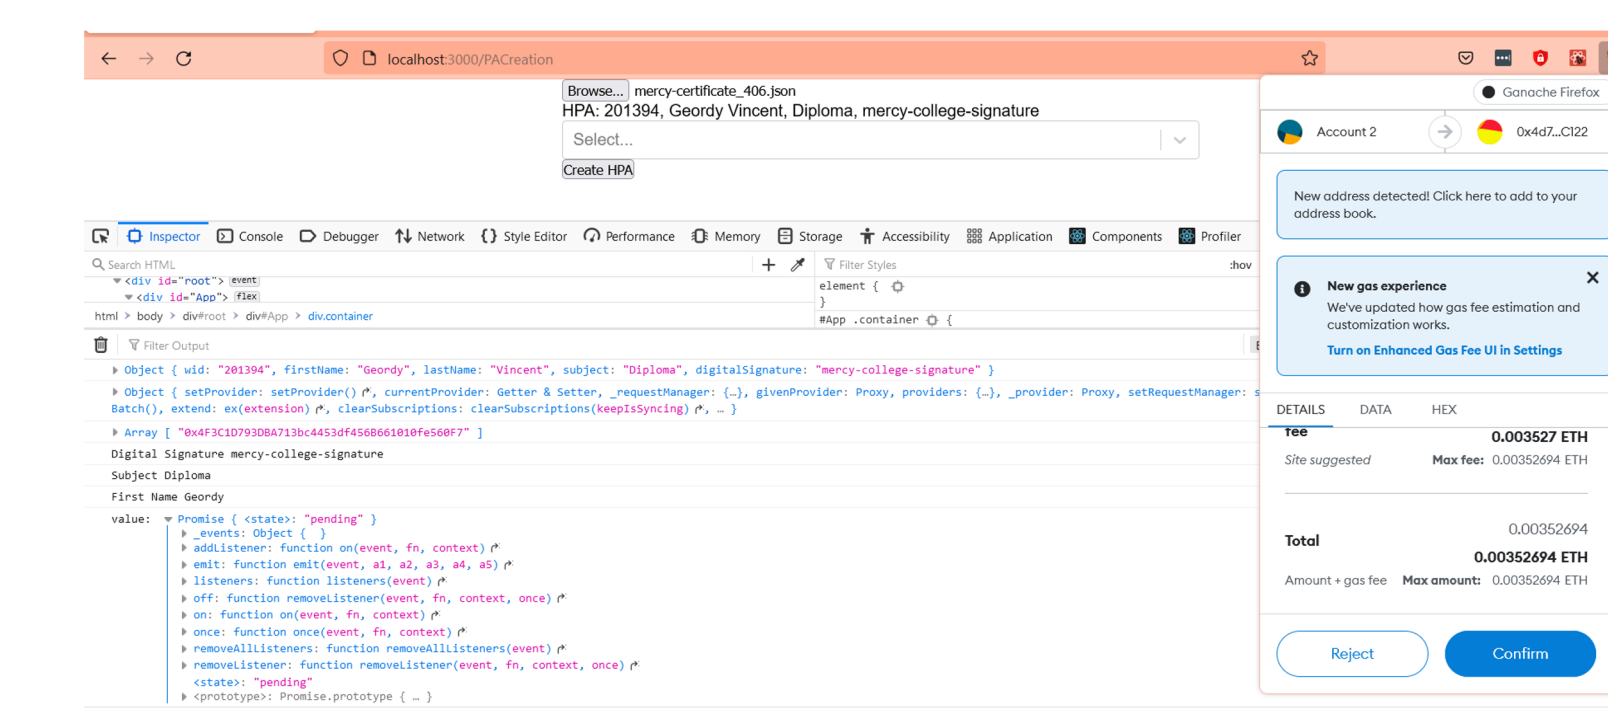 localhost:3000/PACreation
Browse... mercy-certificate_406.json
HPA: 201394, Geordy Vincent, Diploma, mercy-college-signature
Select...
Create HPA
Inspector Console Debugger Network Style Editor Performance Memory Storage Accessibility Application Components Profiler
Search HTML
Filter Styles
:hov
<div id="root"> event
<div id="App"> flex
html > body > div#root > div#App > div.container
element {
}
#App .container {
Filter Output
Object { wid: "201394", firstName: "Geordy", lastName: "Vincent", subject: "Diploma", digitalSignature: "mercy-college-signature" }
Object { setProvider: setProvider(), currentProvider: Getter & Setter, _requestManager: {…}, givenProvider: Proxy, providers: {…}, _provider: Proxy, setRequestManager: s
Batch(), extend: ex(extension), clearSubscriptions: clearSubscriptions(keepIsSyncing), … }
Array [ "0x4F3C1D793DBA713bc4453df456B661010fe560F7" ]
Digital Signature mercy-college-signature
Subject Diploma
First Name Geordy
value: Promise { <state>: "pending" }
_events: Object { }
addListener: function on(event, fn, context)
emit: function emit(event, a1, a2, a3, a4, a5)
listeners: function listeners(event)
off: function removeListener(event, fn, context, once)
on: function on(event, fn, context)
once: function once(event, fn, context)
removeAllListeners: function removeAllListeners(event)
removeListener: function removeListener(event, fn, context, once)
<state>: "pending"
<prototype>: Promise.prototype { … }
Ganache Firefox
Account 2
0x4d7...C122
New address detected! Click here to add to your
address book.
New gas experience
We've updated how gas fee estimation and
customization works.
Turn on Enhanced Gas Fee UI in Settings
DETAILS DATA HEX
fee
0.003527 ETH
Site suggested Max fee: 0.00352694 ETH
0.00352694
Total
0.00352694 ETH
Amount + gas fee Max amount: 0.00352694 ETH
Reject Confirm